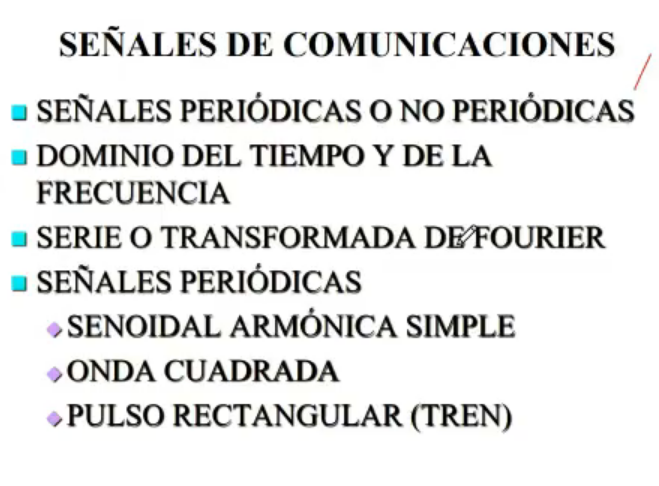 SEÑALES DE COMUNICACIONES
SEÑALES PERIÓDICAS O NO PERIÓDICAS
DOMINIO DEL TIEMPO Y DE LA
FRECUENCIA
SERIE O TRANSFORMADA DE FOURIER
SEÑALES PERIÓDICAS
SENOIDAL ARMÓNICA SIMPLE
ONDA CUADRADA
PULSO RECTANGULAR (TREN)